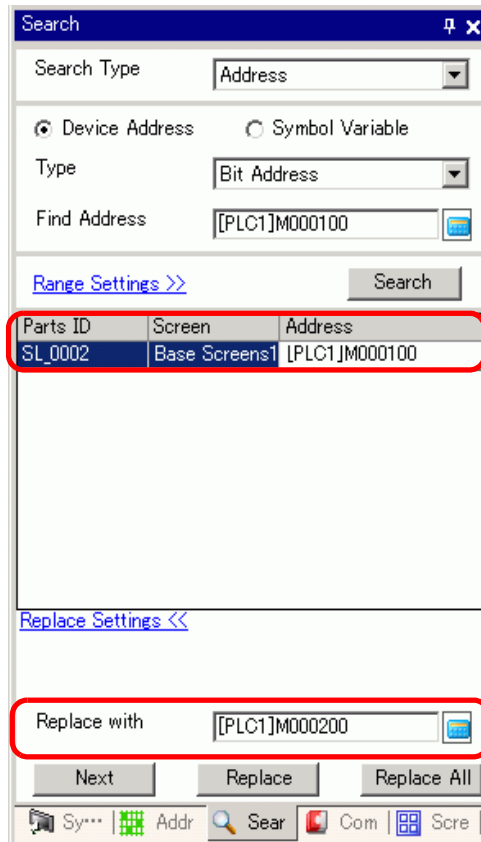 Search
Search Type Address
Device Address Symbol Variable
Type Bit Address
Find Address [PLC1]M000100
Range Settings >> Search
Parts ID Screen Address
SL_0002 Base Screens1 [PLC1]M000100
Replace Settings <<
Replace with [PLC1]M000200
Next Replace Replace All
Sy··· Addr Sear Com Scre